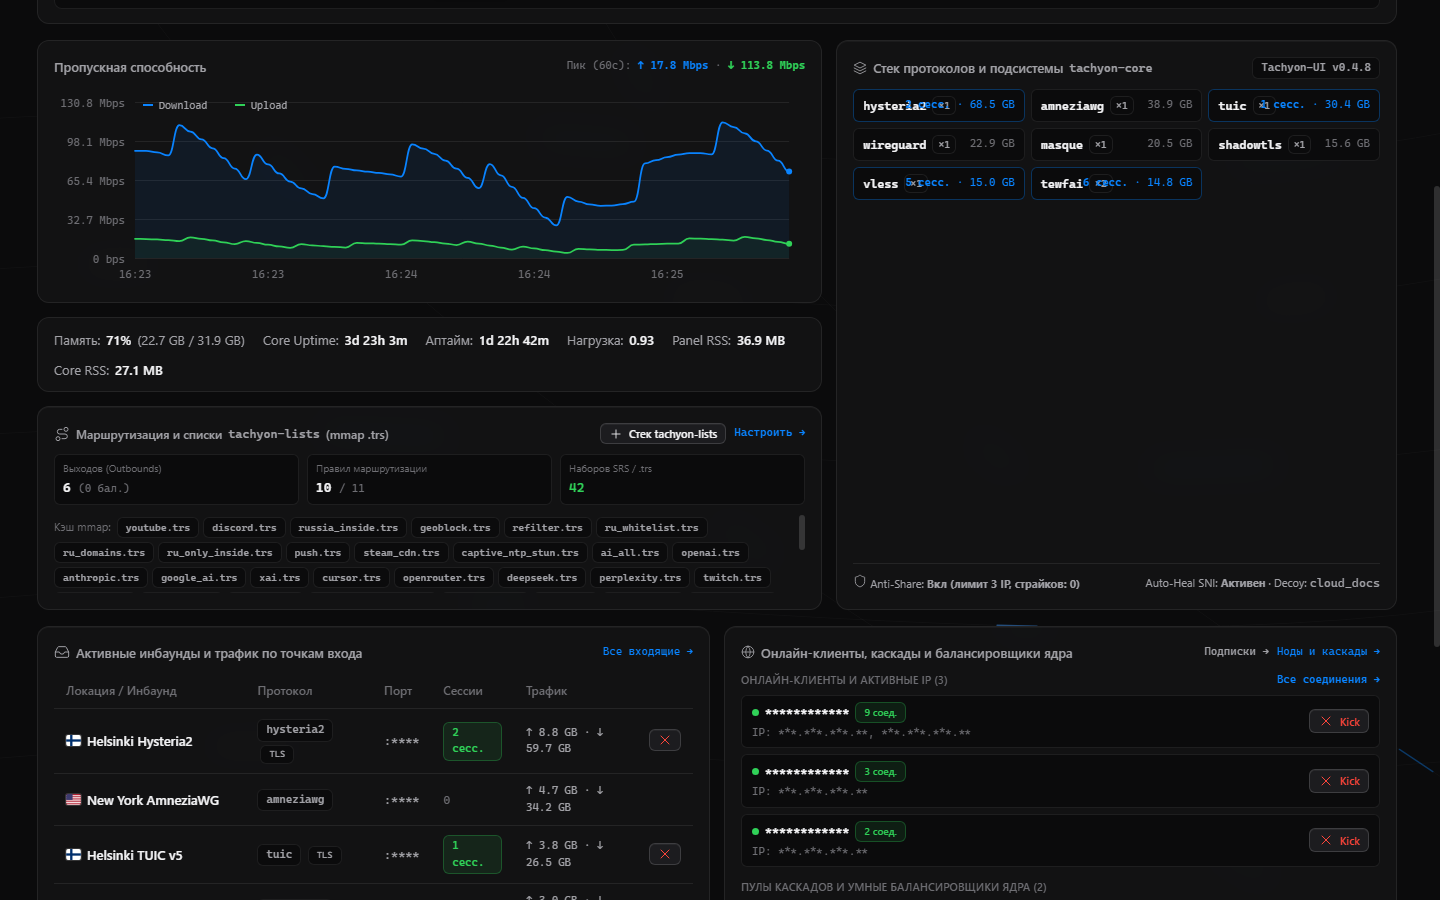 Пропускная способность
Пик (60с): ↑ 17.8 Mbps · ↓ 113.8 Mbps
130.8 Mbps
Download
Upload
98.1 Mbps
65.4 Mbps
32.7 Mbps
0 bps
16:23
16:23
16:24
16:24
16:25
Стек протоколов и подсистемы tachyon-core
Tachyon-UI v0.4.8
hysteria2 ×1 сесс. · 68.5 GB
amneziawg ×1 38.9 GB
tuic ×1 сесс. · 30.4 GB
wireguard ×1 22.9 GB
masque ×1 20.5 GB
shadowtls ×1 15.6 GB
vless 5 сесс. · 15.0 GB
6 сесс. · 14.8 GB
Anti-Share: Вкл (лимит 3 IP, страйков: 0)
Auto-Heal SNI: Активен · Decoy: cloud_docs
Память: 71% (22.7 GB / 31.9 GB) Core Uptime: 3d 23h 3m Аптайм: 1d 22h 42m Нагрузка: 0.93 Panel RSS: 36.9 MB
Core RSS: 27.1 MB
Маршрутизация и списки tachyon-lists (mmap .trs)
+ Стек tachyon-lists
Настроить →
Выходов (Outbounds)
6 (0 бал.)
Правил маршрутизации
10 / 11
Наборов SRS / .trs
42
Кэш mmap: youtube.trs discord.trs russia_inside.trs geoblock.trs refilter.trs ru_whitelist.trs
ru_domains.trs ru_only_inside.trs push.trs steam_cdn.trs captive_ntp_stun.trs ai_all.trs openai.trs
anthropic.trs google_ai.trs xai.trs cursor.trs openrouter.trs deepseek.trs perplexity.trs twitch.trs
Активные инбаунды и трафик по точкам входа
Все входящие →
Локация / Инбаунд Протокол Порт Сессии Трафик
Helsinki Hysteria2 hysteria2 TLS :**** 2 сесс. ↑ 8.8 GB · ↓ 59.7 GB
New York AmneziaWG amneziawg :**** 0 ↑ 4.7 GB · ↓ 34.2 GB
Helsinki TUIC v5 tuic TLS :**** 1 сесс. ↑ 3.8 GB · ↓ 26.5 GB
Онлайн-клиенты, каскады и балансировщики ядра
Подписки → Ноды и каскады →
ОНЛАЙН-КЛИЕНТЫ И АКТИВНЫЕ IP (3)
Все соединения →
************ 9 соед.
IP: ***.***.***.**, ***.***.***.**
Kick
************ 3 соед.
IP: ***.***.***.**
Kick
************ 2 соед.
IP: ***.***.***.**
Kick
ПУЛЫ КАСКАДОВ И УМНЫЕ БАЛАНСИРОВЩИКИ ЯДРА (2)